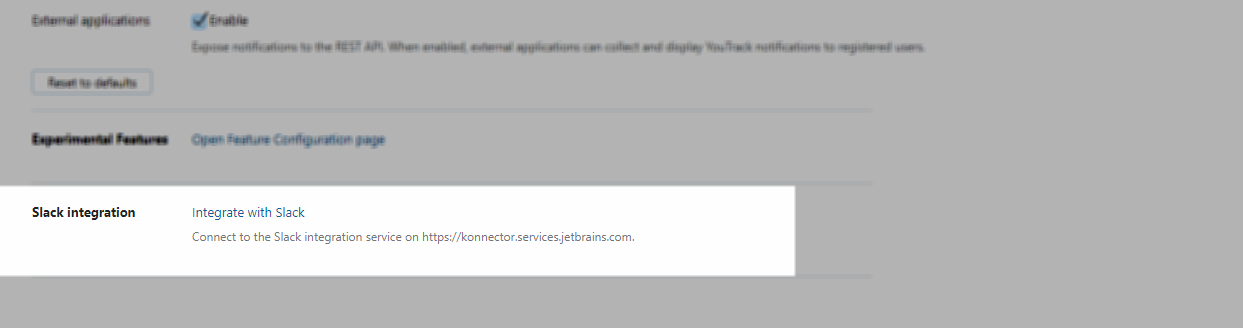 External applications
Enable
Expose notifications to the REST API. When enabled, external applications can collect and display YouTrack notifications to registered users.
Reset to defaults
Experimental Features
Open Feature Configuration page
Slack integration
Integrate with Slack
Connect to the Slack integration service on https://konnector.services.jetbrains.com.